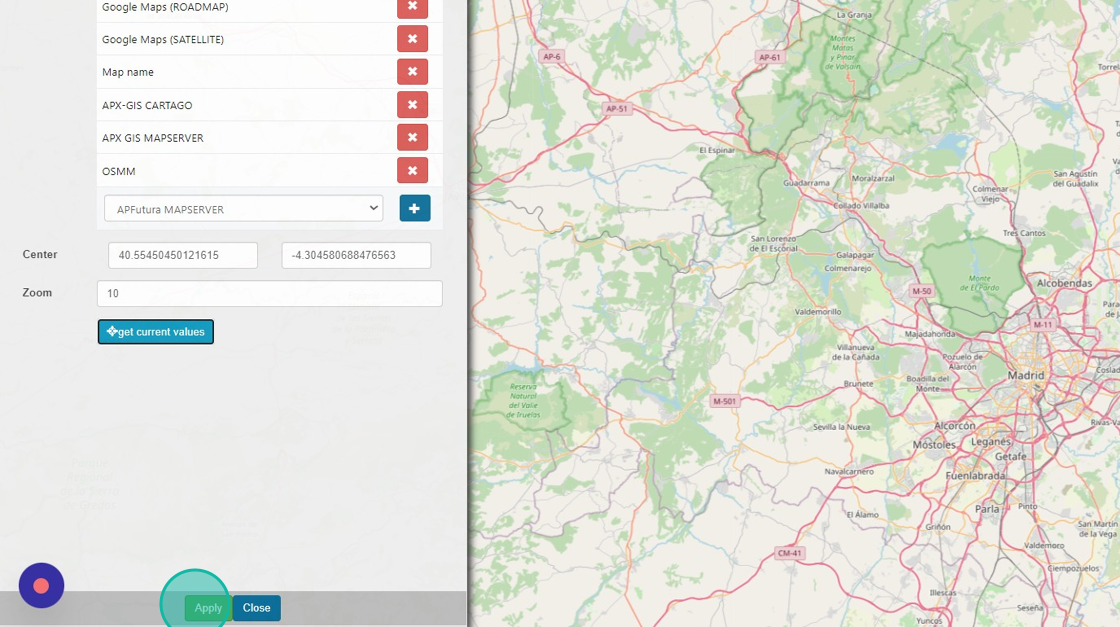 Google Maps (ROADMAP)
Google Maps (SATELLITE)
Map name
APX-GIS CARTAGO
APX GIS MAPSERVER
OSMM
APFutura MAPSERVER
Center
40.55450450121615
-4.304580688476563
Zoom
10
get current values
Apply
Close
La Granja
AP-6
AP-61
Montes
Matas
y Pinar
de Valsaín
AP-51
El Espinar
Guadarrama
Moralzarzal
Collado Villalba
Colmenar
Viejo
San Agustín
del Guadalix
Tres Cantos
San Lorenzo
de El Escorial
Galapagar
Colmenarejo
M-50
Monte
de El Pardo
Alcobendas
Valdemorillo
M-11
Majadahonda
Villanueva
de la Cañada
Pozuelo de
Alarcón
Madrid
Boadilla del
Monte
Brunete
Reserva
Natural
del Valle
de Iruelas
M-501
Sevilla la Nueva
Alcorcón
Móstoles
Leganés
Getafe
Navalcarnero
Fuenlabrada
Parla
Pinto
El Álamo
Griñón
San Martín
de la Vega
Valdemoro
CM-41
Ciempozuelos
Illescas
Seseña
Yuncos